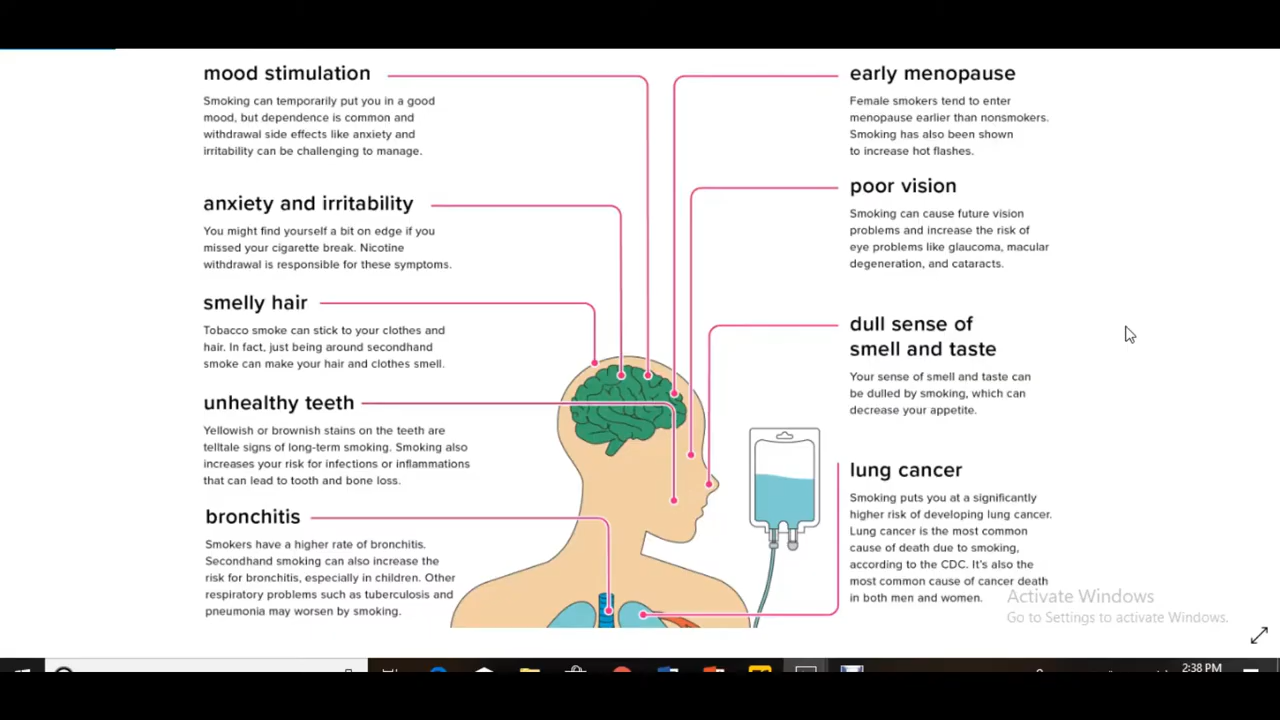 mood stimulation
Smoking can temporarily put you in a good
mood, but dependence is common and
withdrawal side effects like anxiety and
irritability can be challenging to manage.
anxiety and irritability
You might find yourself a bit on edge if you
missed your cigarette break. Nicotine
withdrawal is responsible for these symptoms.
smelly hair
Tobacco smoke can stick to your clothes and
hair. In fact, just being around secondhand
smoke can make your hair and clothes smell.
unhealthy teeth
Yellowish or brownish stains on the teeth are
telltale signs of long-term smoking. Smoking also
increases your risk for infections or inflammations
that can lead to tooth and bone loss.
bronchitis
Smokers have a higher rate of bronchitis.
Secondhand smoking can also increase the
risk for bronchitis, especially in children. Other
respiratory problems such as tuberculosis and
pneumonia may worsen by smoking.
early menopause
Female smokers tend to enter
menopause earlier than nonsmokers.
Smoking has also been shown
to increase hot flashes.
poor vision
Smoking can cause future vision
problems and increase the risk of
eye problems like glaucoma, macular
degeneration, and cataracts.
dull sense of
smell and taste
Your sense of smell and taste can
be dulled by smoking, which can
decrease your appetite.
lung cancer
Smoking puts you at a significantly
higher risk of developing lung cancer.
Lung cancer is the most common
cause of death due to smoking,
according to the CDC. It's also the
most common cause of cancer death
in both men and women.
Activate Windows
Go to Settings to activate Windows.
2:38 PM